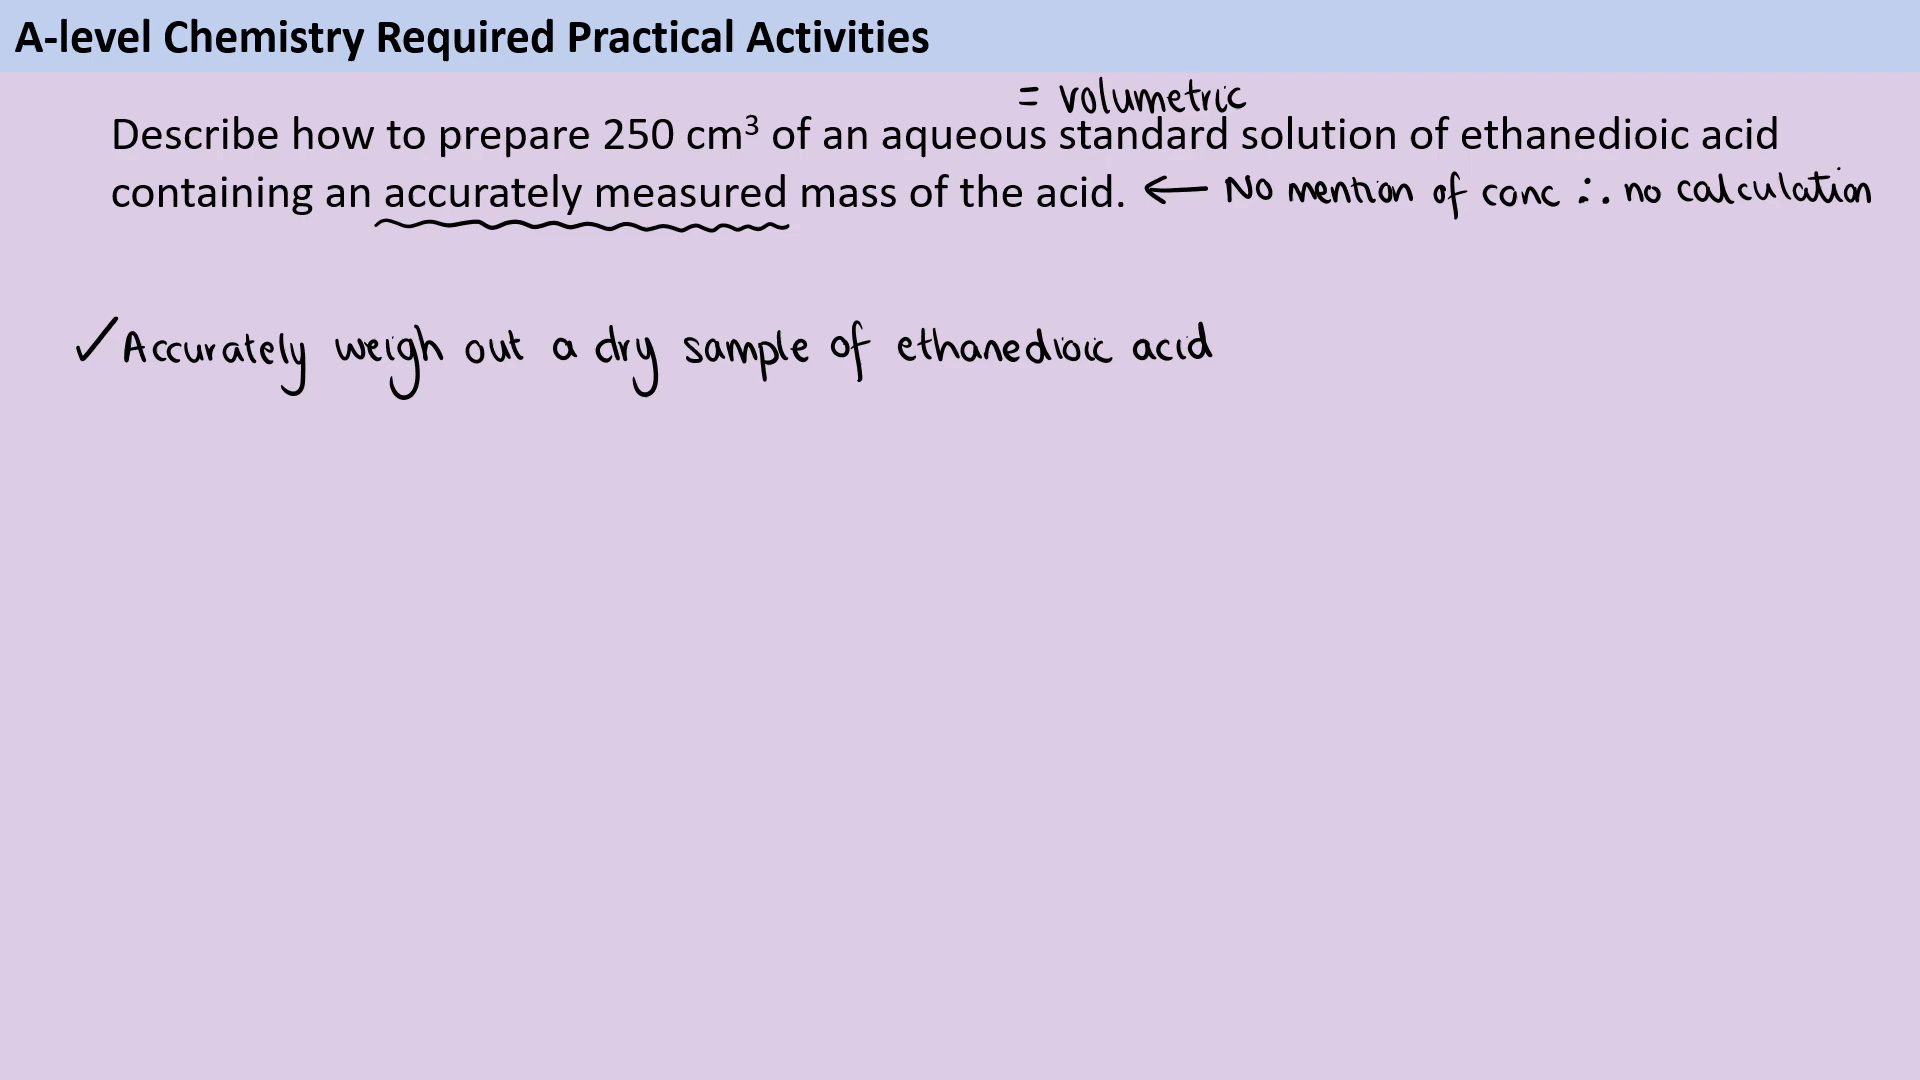 A-level Chemistry Required Practical Activities
= volumetric
Describe how to prepare 250 cm³ of an aqueous standard solution of ethanedioic acid
containing an accurately measured mass of the acid. ← No mention of conc ∴ no calculation
✓ Accurately weigh out a dry sample of ethanedioic acid